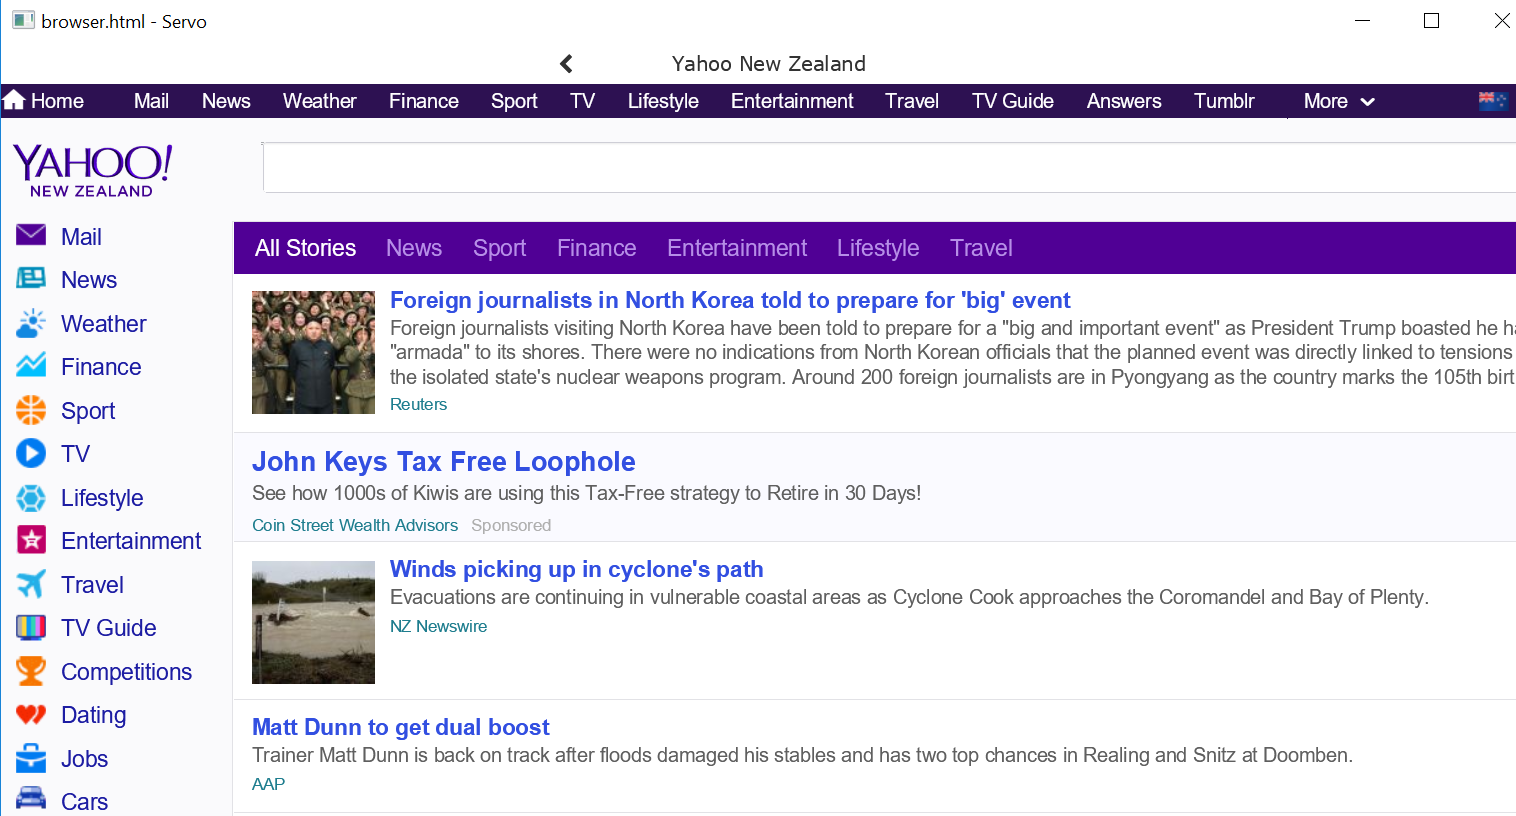 browser.html - Servo
Yahoo New Zealand
Home Mail News Weather Finance Sport TV Lifestyle Entertainment Travel TV Guide Answers Tumblr More
YAHOO!
NEW ZEALAND
Mail
News
Weather
Finance
Sport
TV
Lifestyle
Entertainment
Travel
TV Guide
Competitions
Dating
Jobs
Cars
All Stories News Sport Finance Entertainment Lifestyle Travel
Foreign journalists in North Korea told to prepare for 'big' event
Foreign journalists visiting North Korea have been told to prepare for a "big and important event" as President Trump boasted he
"armada" to its shores. There were no indications from North Korean officials that the planned event was directly linked to tensions
the isolated state's nuclear weapons program. Around 200 foreign journalists are in Pyongyang as the country marks the 105th birt
Reuters
John Keys Tax Free Loophole
See how 1000s of Kiwis are using this Tax-Free strategy to Retire in 30 Days!
Coin Street Wealth Advisors Sponsored
Winds picking up in cyclone's path
Evacuations are continuing in vulnerable coastal areas as Cyclone Cook approaches the Coromandel and Bay of Plenty.
NZ Newswire
Matt Dunn to get dual boost
Trainer Matt Dunn is back on track after floods damaged his stables and has two top chances in Realing and Snitz at Doomben.
AAP